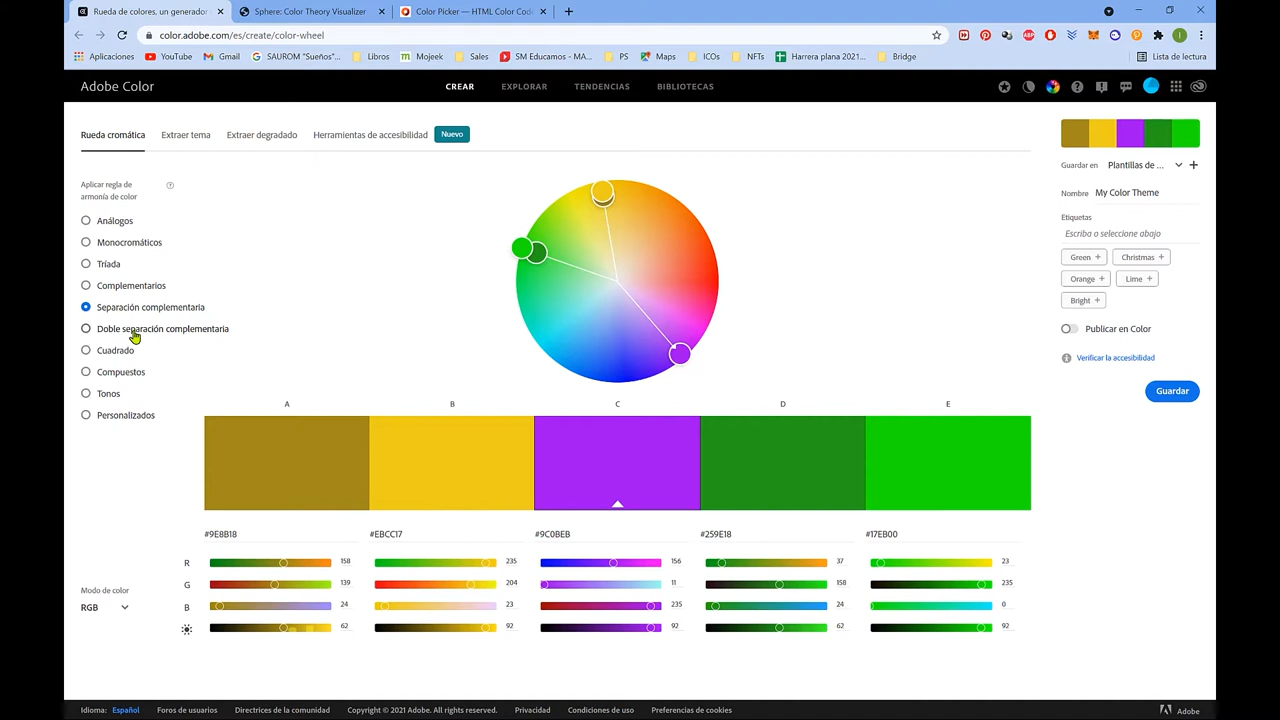 Rueda de colores, un generador
Sphere: Color Theory Visualizer
Color Picker — HTML Color Cod
color.adobe.com/es/create/color-wheel
Aplicaciones YouTube Gmail SAUROM "Sueños"... Libros Mojeek Sales SM Educamos - MA... PS Maps ICOs NFTs Harrera plana 2021... Bridge Lista de lectura
Adobe Color CREAR EXPLORAR TENDENCIAS BIBLIOTECAS
Rueda cromática Extraer tema Extraer degradado Herramientas de accesibilidad Nuevo
Aplicar regla de
armonía de color
Análogos
Monocromáticos
Tríada
Complementarios
Separación complementaria
Doble separación complementaria
Cuadrado
Compuestos
Tonos
Personalizados
Guardar en Plantillas de ...
Nombre My Color Theme
Etiquetas
Escriba o seleccione abajo
Green + Christmas +
Orange + Lime +
Bright +
Publicar en Color
Verificar la accesibilidad
Guardar
A B C D E
#9E8B18 #EBCC17 #9C0BEB #259E18 #17EB00
R 158 235 156 37 23
G 139 204 11 158 235
B 24 23 235 24 0
62 92 92 62 92
Modo de color
RGB
Idioma: Español Foros de usuarios Directrices de la comunidad Copyright © 2021 Adobe. All rights reserved. Privacidad Condiciones de uso Preferencias de cookies Adobe